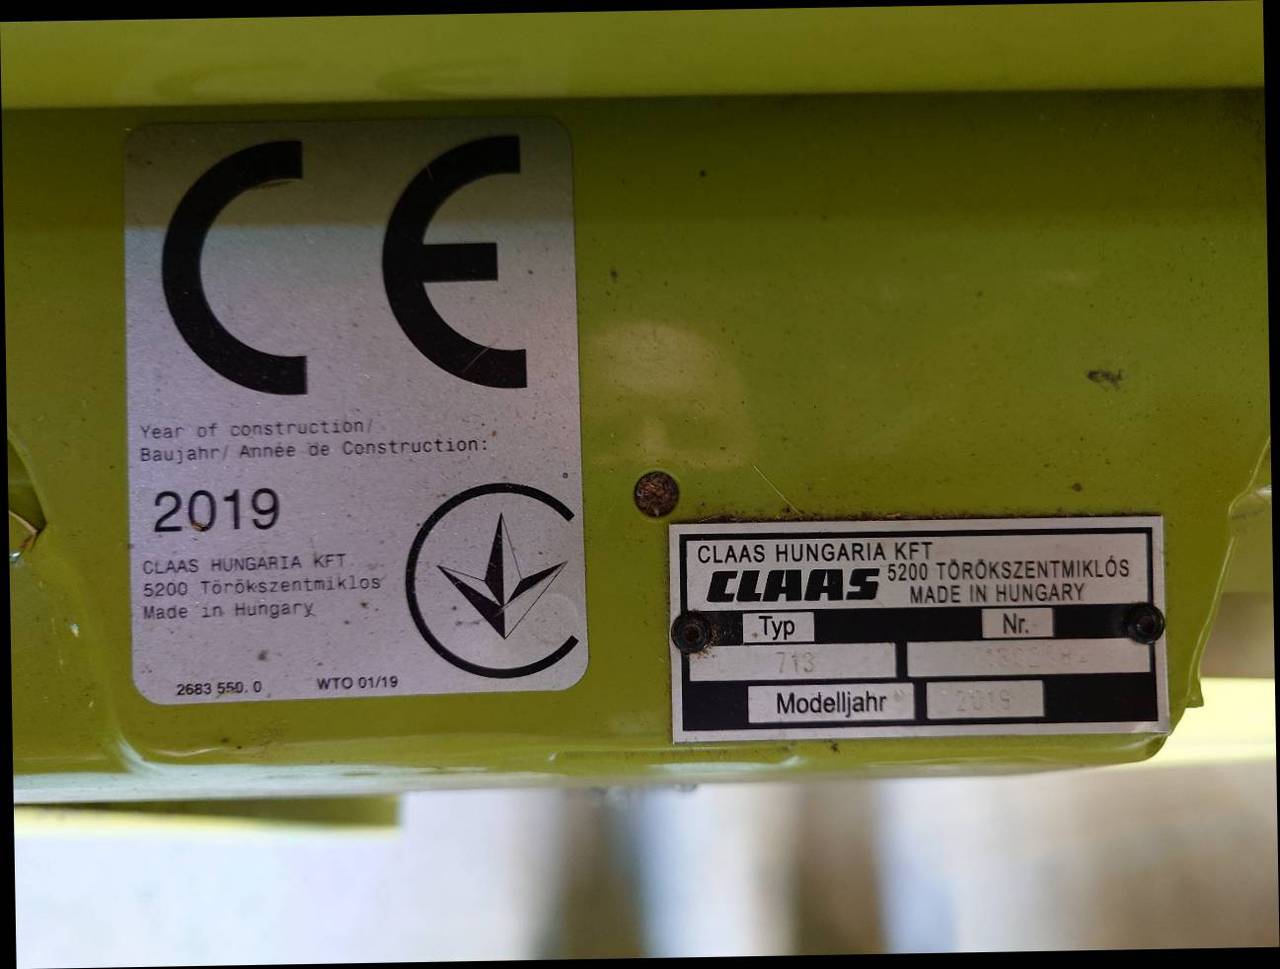 CE
Year of construction/
Baujahr/ Année de Construction:
2019
CLAAS HUNGARIA KFT
5200 Törökszentmiklos
Made in Hungary
2683 550. 0 WTO 01/19
CLAAS HUNGARIA KFT
CLAAS 5200 TÖRÖKSZENTMIKLÓS
MADE IN HUNGARY
Typ Nr.
713
Modelljahr 2019